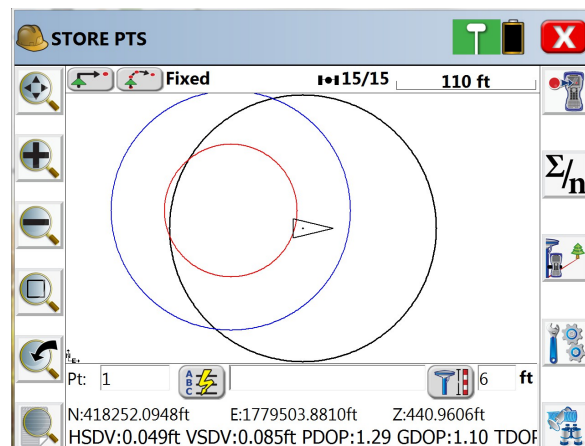 STORE PTS
Fixed 15/15 110 ft
Σ/n
Pt: 1 A B C 6 ft
N:418252.0948ft E:1779503.8810ft Z:440.9606ft
HSDV:0.049ft VSDV:0.085ft PDOP:1.29 GDOP:1.10 TDOP